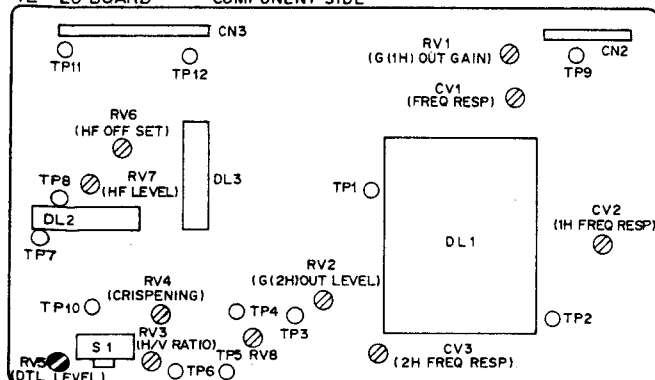 BOARD COMPONENT SIDE
CN3
RV1
(G(1H) OUT GAIN)
CN2
TP11
TP12
TP9
CV1
(FREQ RESP)
RV6
(HF OFF SET)
RV7
(HF LEVEL)
TP8
DL3
DL2
TP7
TP1
DL1
CV2
(1H FREQ RESP)
RV4
(CRISPENING)
RV2
(G(2H)OUT LEVEL)
TP10
TP4
TP3
TP2
S1
RV3
(H/V RATIO)
RV5
(DTL LEVEL)
TP6
TP5
RV8
CV3
(2H FREQ RESP)